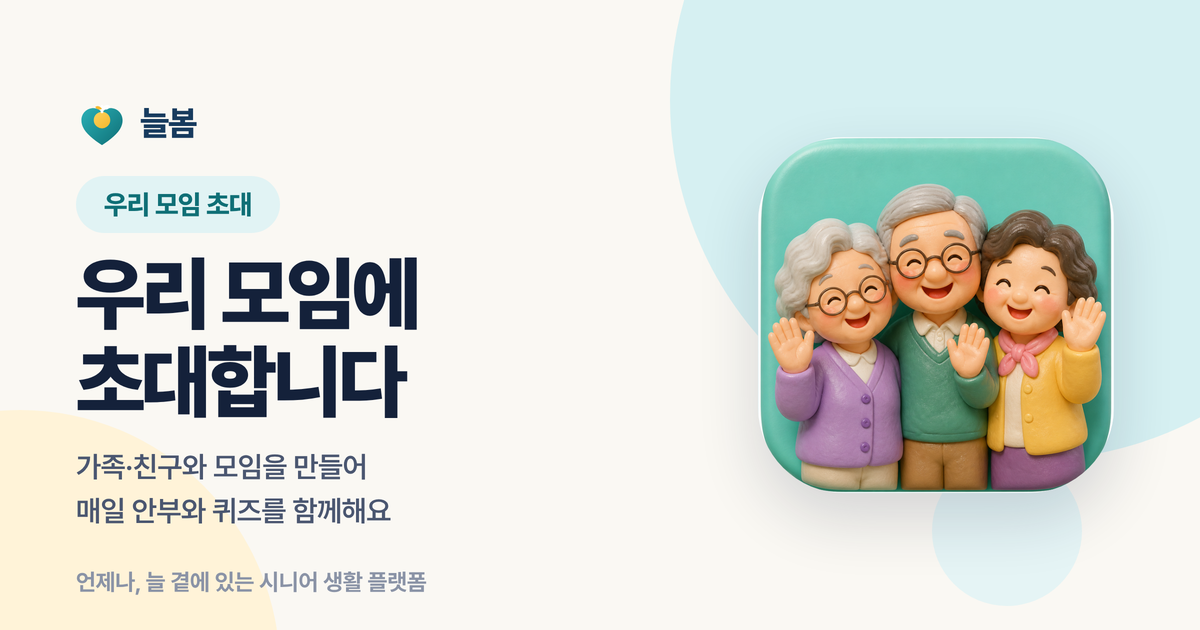 늘봄
우리 모임 초대
우리 모임에
초대합니다
가족·친구와 모임을 만들어
매일 안부와 퀴즈를 함께해요
언제나, 늘 곁에 있는 시니어 생활 플랫폼